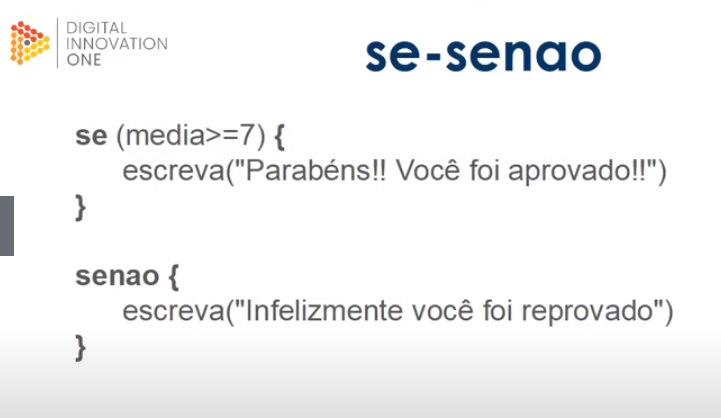 DIGITAL
INNOVATION
ONE
se-senao
se (media>=7) {
escreva("Parabéns!! Você foi aprovado!!")
}
senao {
escreva("Infelizmente você foi reprovado")
}